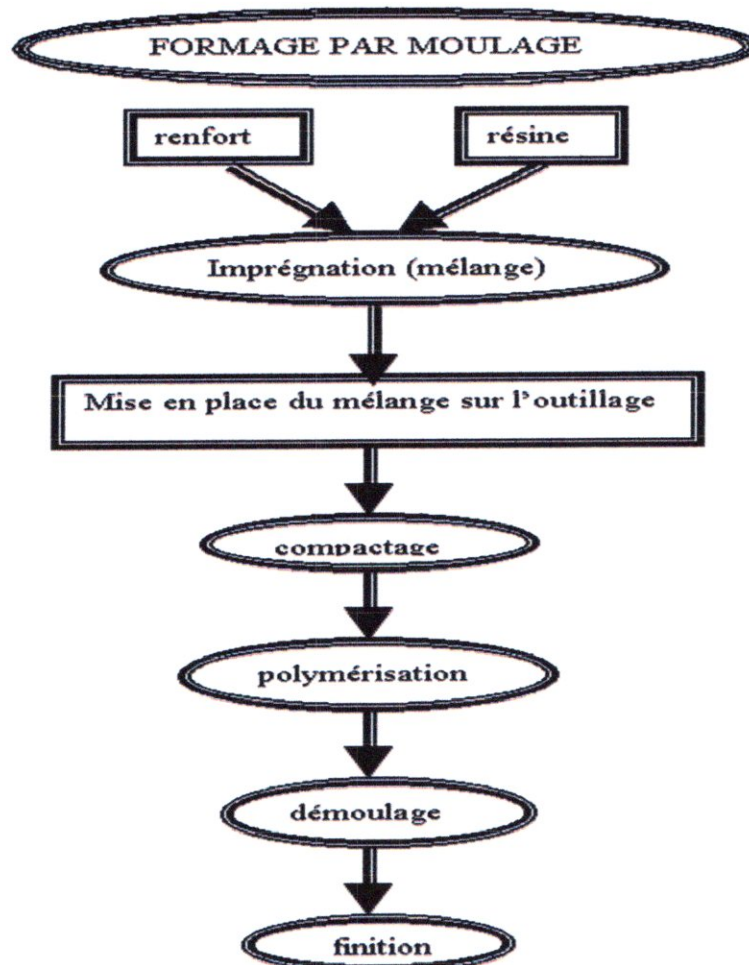 FORMAGE PAR MOULAGE
renfort
résine
Imprégnation (mélange)
Mise en place du mélange sur l'outillage
compactage
polymérisation
démoulage
finition